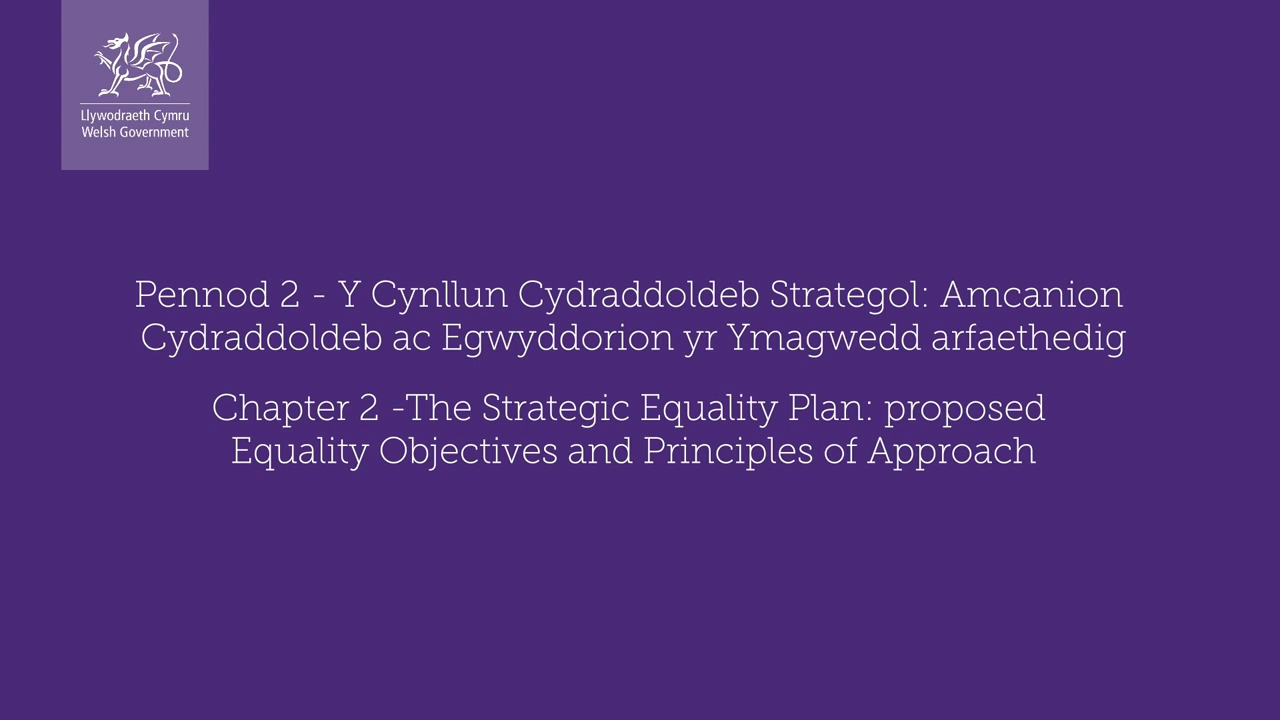 Llywodraeth Cymru
Welsh Government
Pennod 2 - Y Cynllun Cydraddoldeb Strategol: Amcanion
Cydraddoldeb ac Egwyddorion yr Ymagwedd arfaethedig
Chapter 2 -The Strategic Equality Plan: proposed
Equality Objectives and Principles of Approach